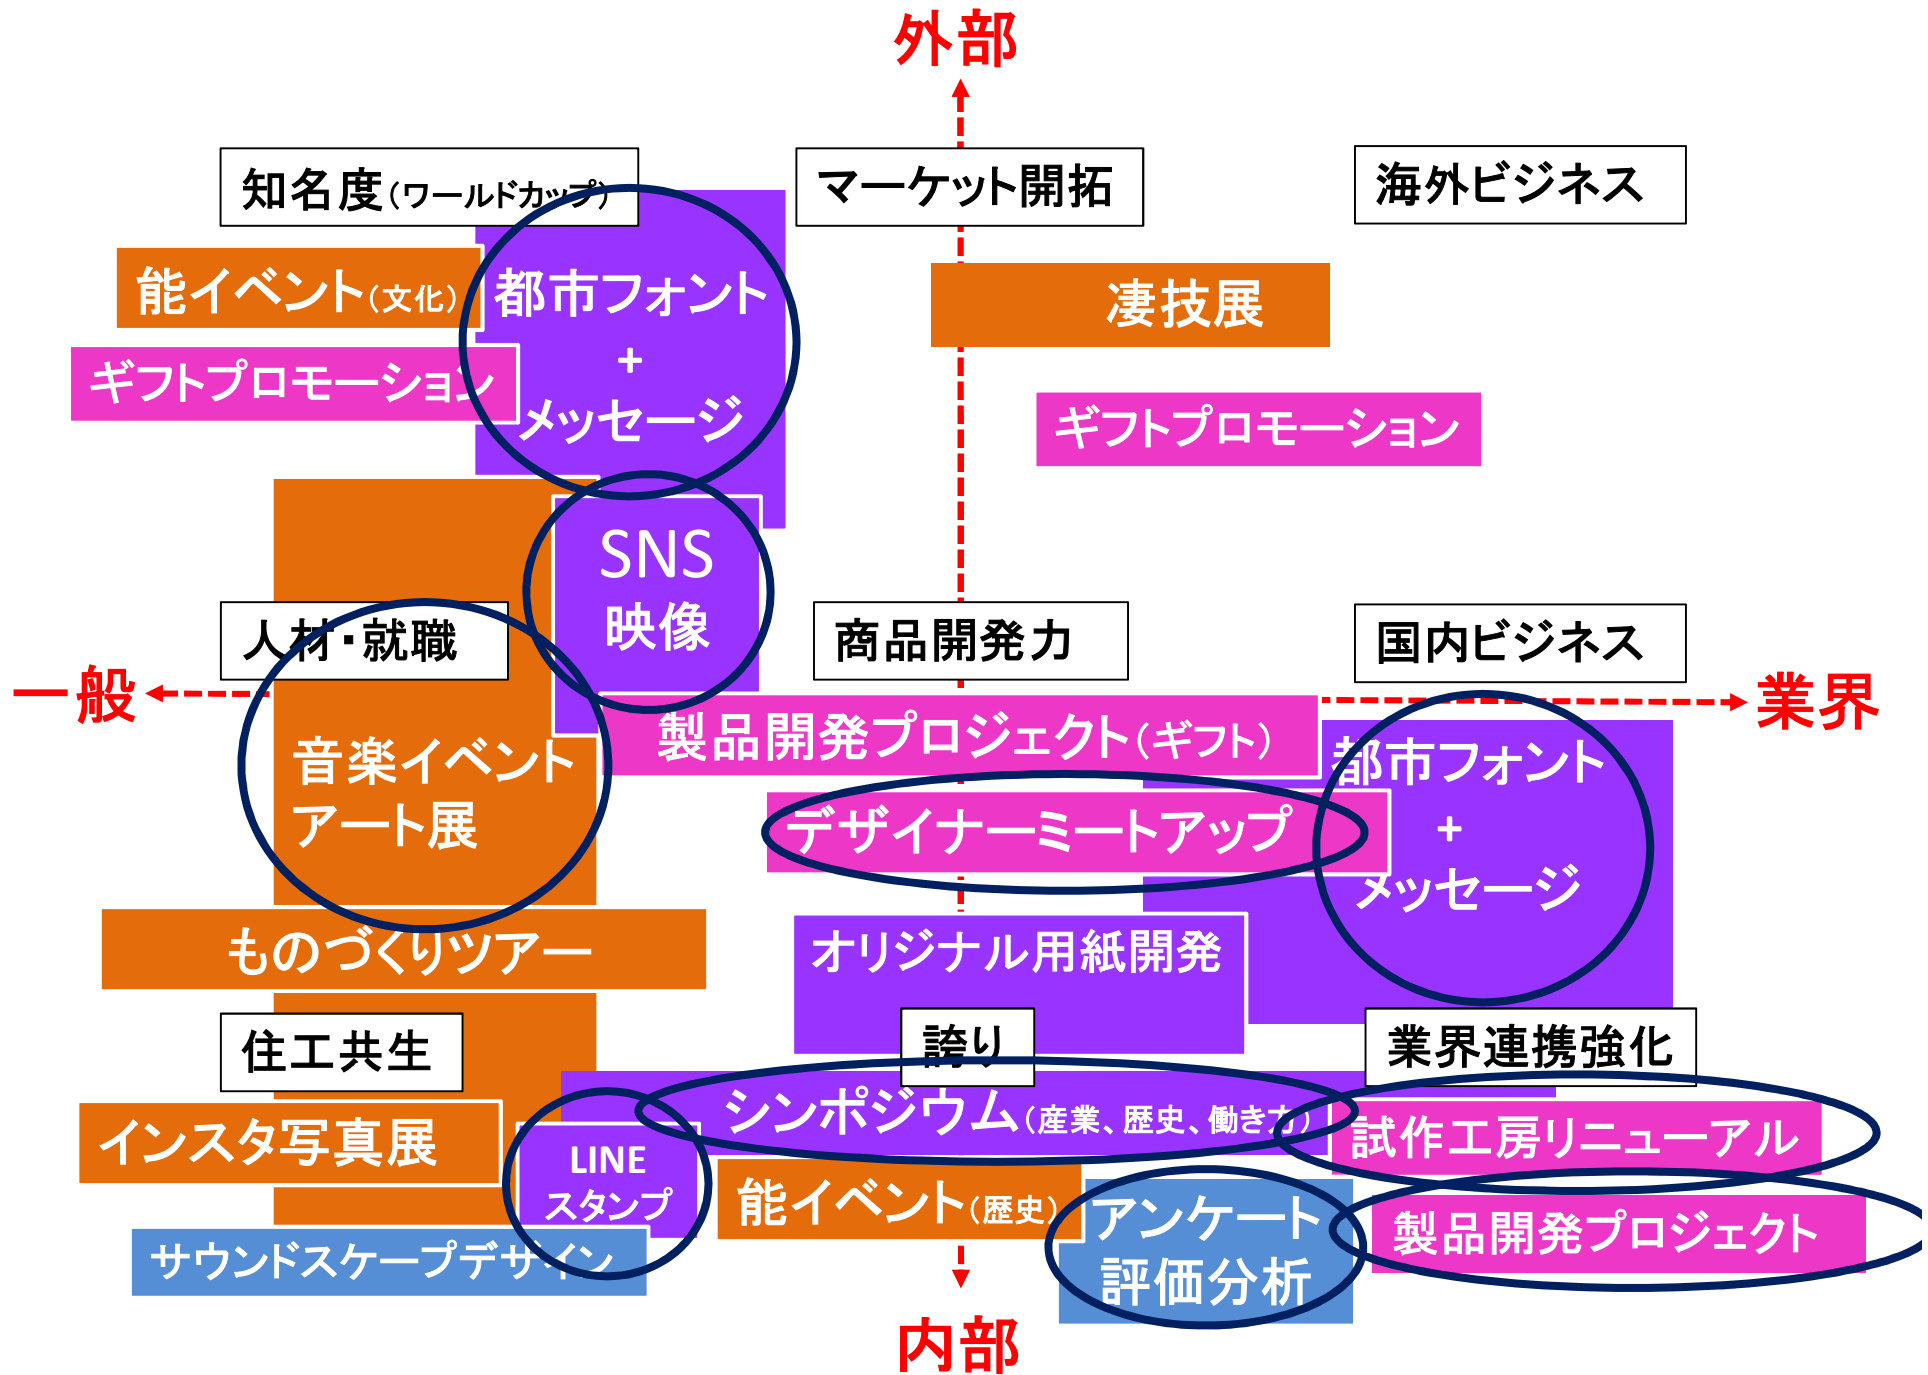 外部
知名度（ワールドカップ）
マーケット開拓
海外ビジネス
能イベント（文化）
都市フォント
+
メッセージ
凄技展
ギフトプロモーション
ギフトプロモーション
SNS
映像
人材・就職
商品開発力
国内ビジネス
一般
業界
音楽イベント
アート展
製品開発プロジェクト（ギフト）
都市フォント
+
メッセージ
デザイナーミートアップ
ものづくりツアー
オリジナル用紙開発
住工共生
誇り
業界連携強化
シンポジウム（産業、歴史、働き方）
試作工房リニューアル
インスタ写真展
LINE
スタンプ
能イベント（歴史）
アンケート
評価分析
製品開発プロジェクト
サウンドスケープデザイン
内部